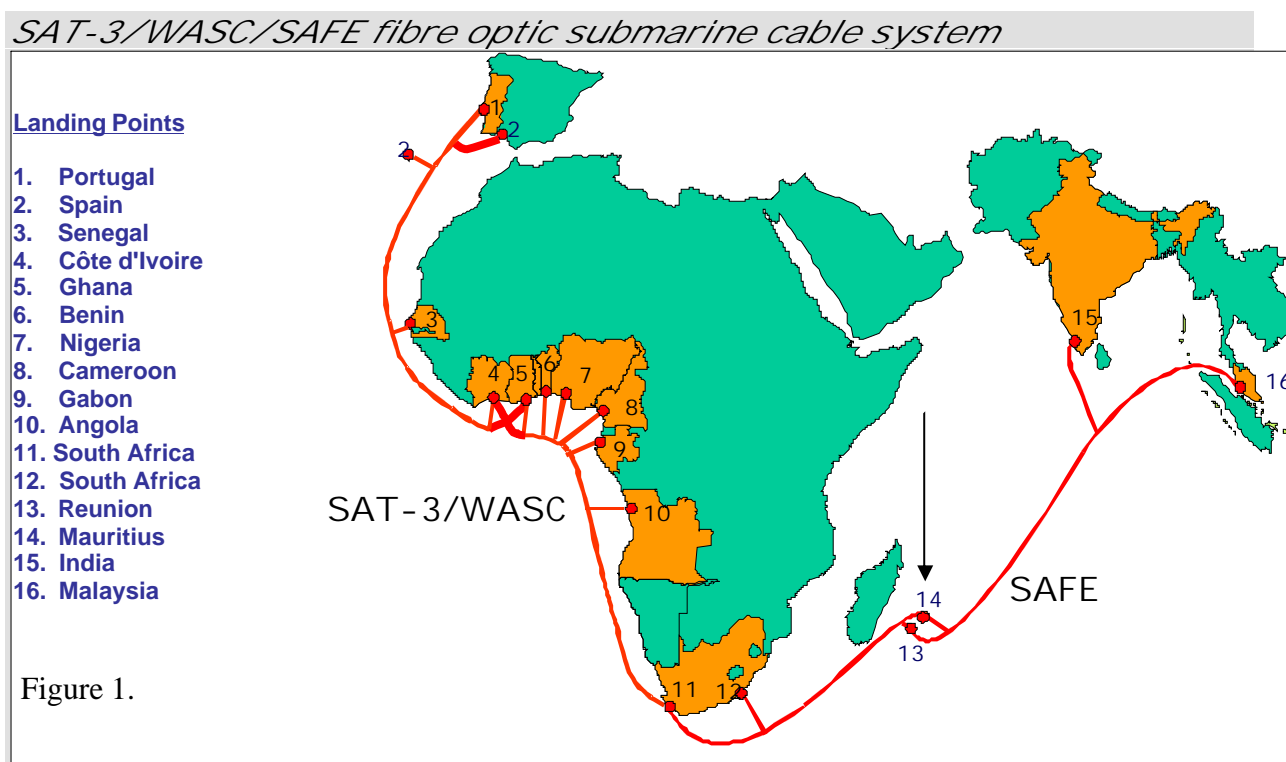 SAT-3/WASC/SAFE fibre optic submarine cable system
Landing Points
1. Portugal
2. Spain
3. Senegal
4. Côte d'Ivoire
5. Ghana
6. Benin
7. Nigeria
8. Cameroon
9. Gabon
10. Angola
11. South Africa
12. South Africa
13. Reunion
14. Mauritius
15. India
16. Malaysia
Figure 1.
1
2
2
3
4
5
6
7
8
9
SAT-3/WASC
10
11
12
13
14
SAFE
15
16